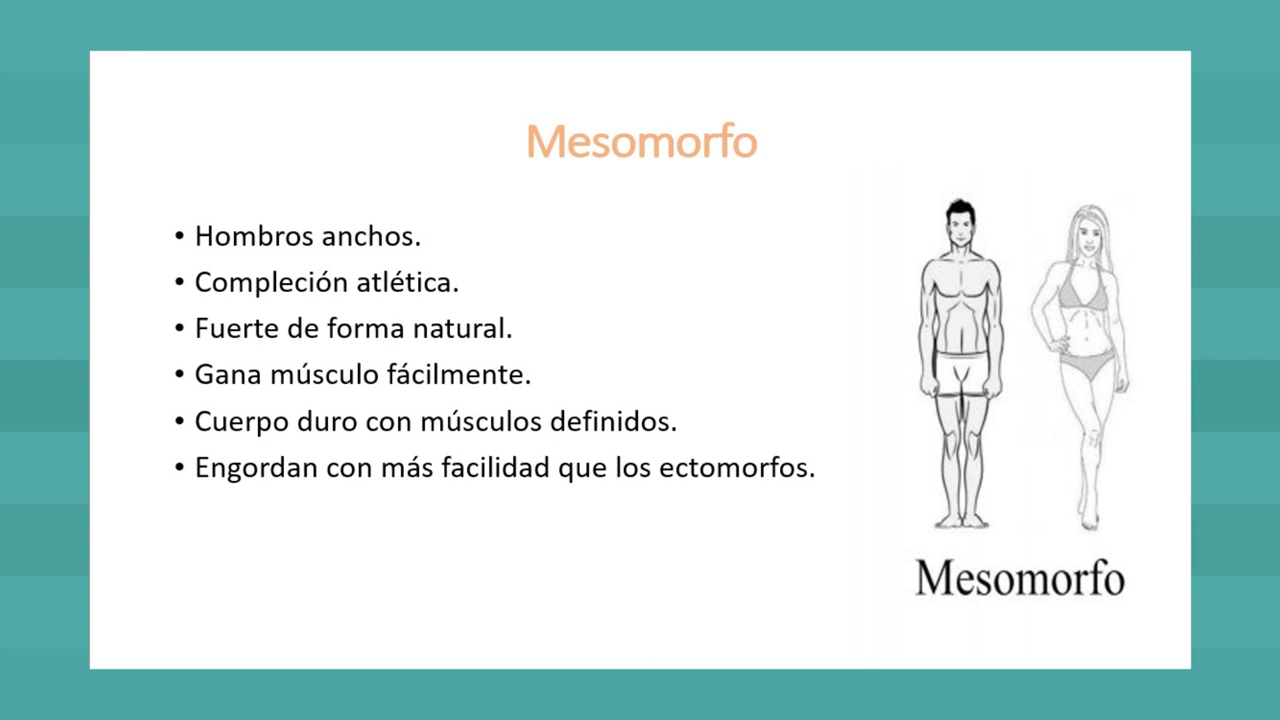 Mesomorfo
• Hombros anchos.
• Compleción atlética.
• Fuerte de forma natural.
• Gana músculo fácilmente.
• Cuerpo duro con músculos definidos.
• Engordan con más facilidad que los ectomorfos.
Mesomorfo